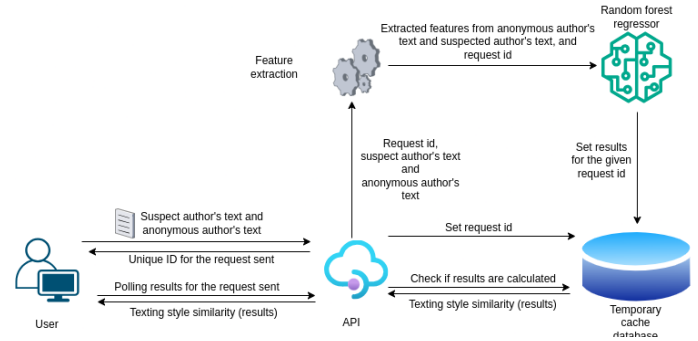 Random forest
regressor
Extracted features from anonymous author's
text and suspected author's text, and
request id
Feature
extraction
Request id,
suspect author's text
and
anonymous author's
text
Set results
for the given
request id
Suspect author's text and
anonymous author's text
Set request id
Unique ID for the request sent
Polling results for the request sent
Check if results are calculated
Texting style similarity (results)
Texting style similarity (results)
User
API
Temporary
cache
database